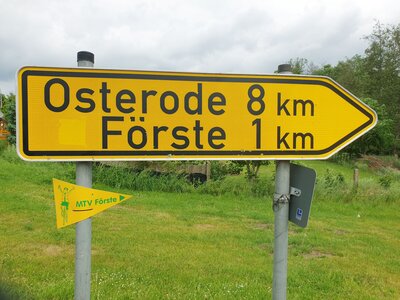 Osterode 8 km
Förste 1 km
MTV Förste